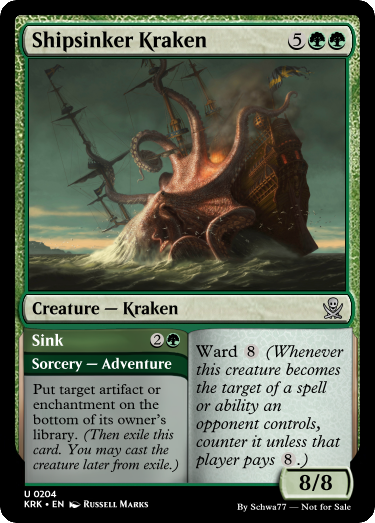 Shipsinker Kraken 5
Creature — Kraken
Sink 2
Sorcery — Adventure
Put target artifact or
enchantment on the
bottom of its owner's
library. (Then exile this
card. You may cast the
creature later from exile.)
Ward 8 (Whenever
this creature becomes
the target of a spell
or ability an
opponent controls,
counter it unless that
player pays 8.)
8/8
U 0204
KRK • EN Russell Marks
By Schwa77 — Not for Sale